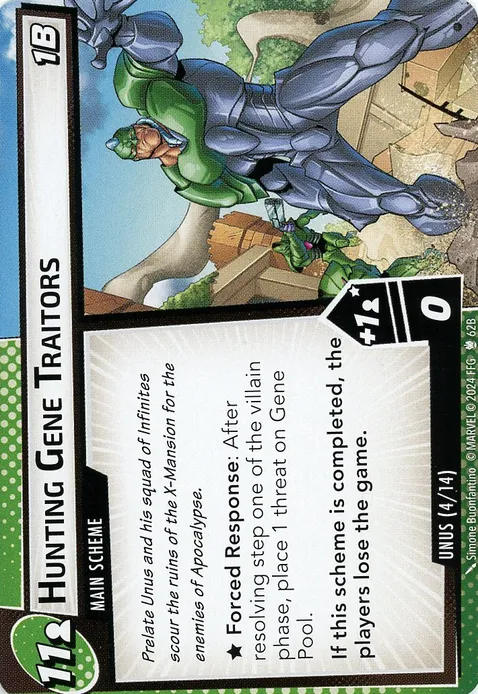 11
HUNTING GENE TRAITORS
1B
MAIN SCHEME
Prelate Unus and his squad of Infinites
scour the ruins of the X-Mansion for the
enemies of Apocalypse.
★ Forced Response: After
resolving step one of the villain
phase, place 1 threat on Gene
Pool.
If this scheme is completed, the
players lose the game.
+1
0
UNUS (4/14)
Simone Buonfantino © MARVEL © 2024 FFG 62B